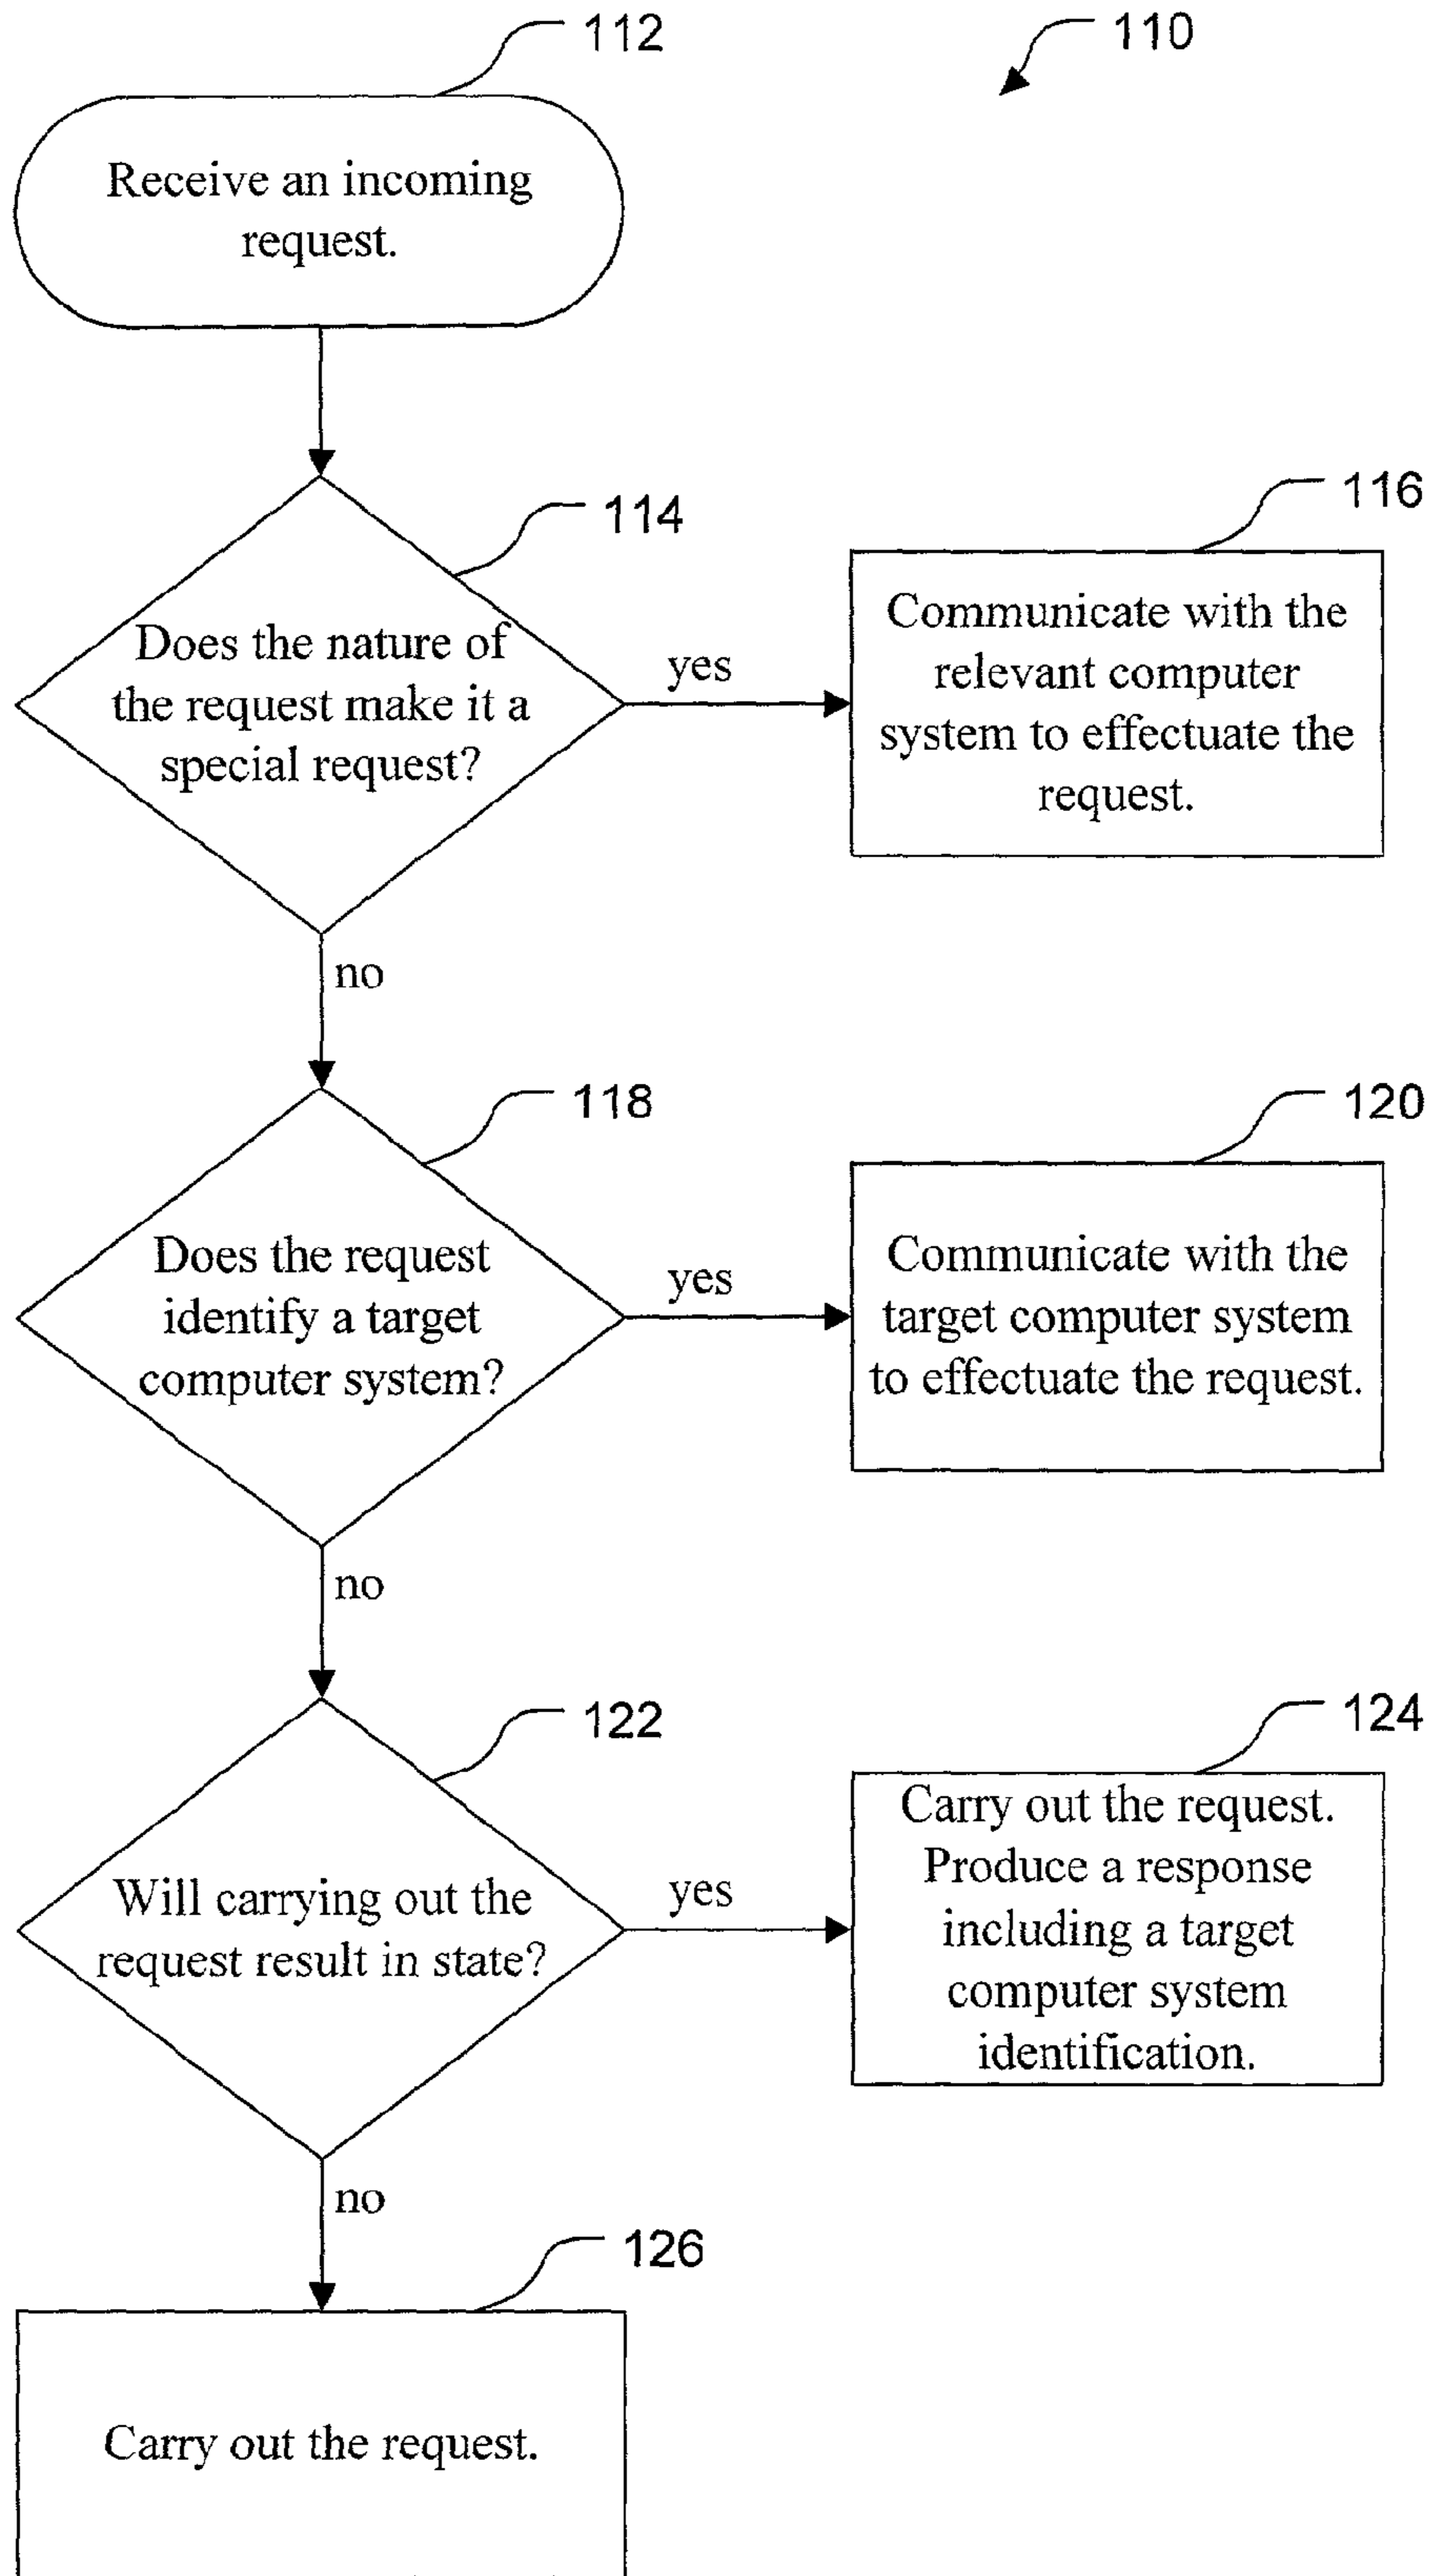 112
110
Receive an incoming
request.
114
116
Does the nature of
the request make it a
special request?
yes
Communicate with the
relevant computer
system to effectuate the
request.
no
118
120
Does the request
identify a target
computer system?
yes
Communicate with the
target computer system
to effectuate the request.
no
122
124
Will carrying out the
request result in state?
yes
Carry out the request.
Produce a response
including a target
computer system
identification.
no
126
Carry out the request.